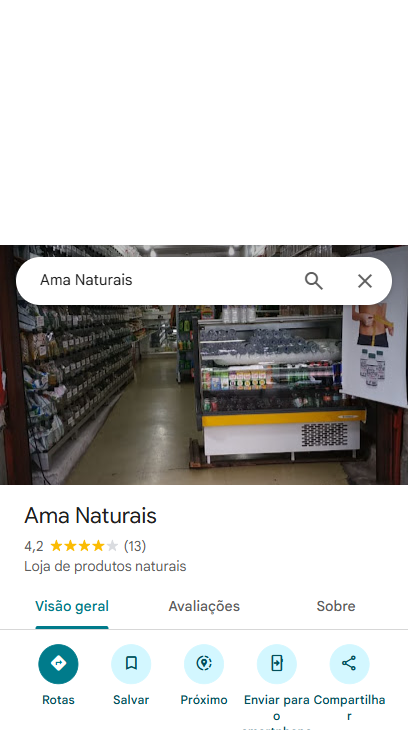 Ama Naturais
Ama Naturais
4,2 (13)
Loja de produtos naturais
Visão geral Avaliações Sobre
Rotas Salvar Próximo Enviar para o Compartilhar